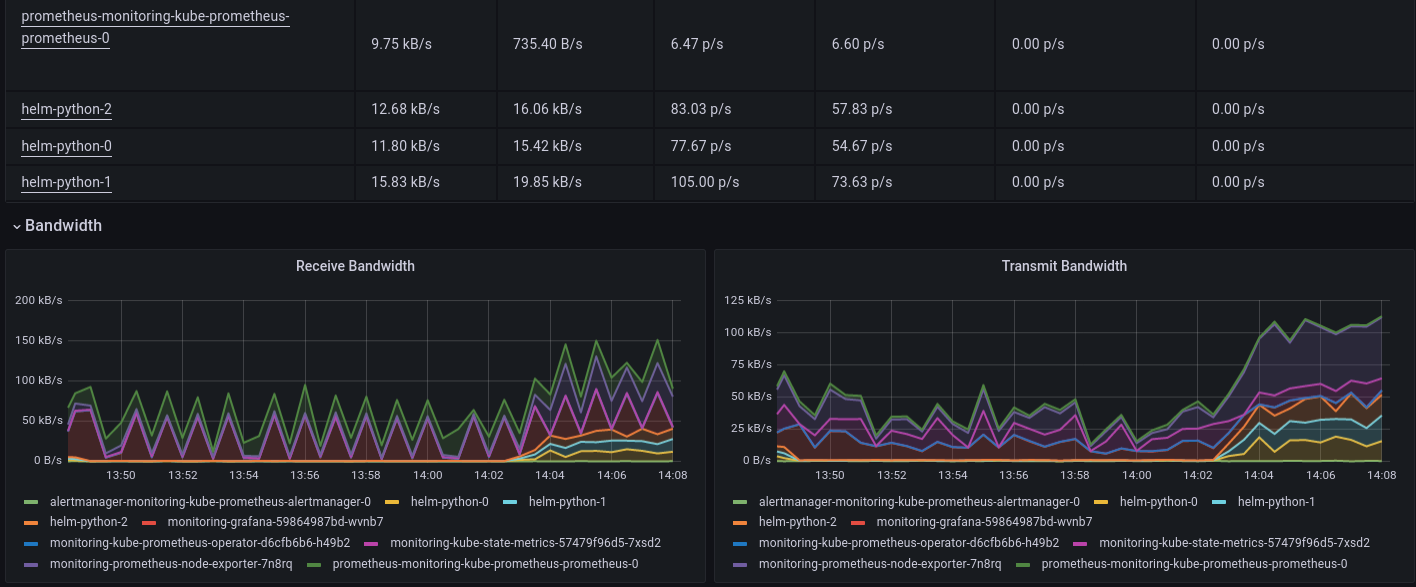 prometheus-monitoring-kube-prometheus-
prometheus-0 9.75 kB/s 735.40 B/s 6.47 p/s 6.60 p/s 0.00 p/s 0.00 p/s
helm-python-2 12.68 kB/s 16.06 kB/s 83.03 p/s 57.83 p/s 0.00 p/s 0.00 p/s
helm-python-0 11.80 kB/s 15.42 kB/s 77.67 p/s 54.67 p/s 0.00 p/s 0.00 p/s
helm-python-1 15.83 kB/s 19.85 kB/s 105.00 p/s 73.63 p/s 0.00 p/s 0.00 p/s
Bandwidth
Receive Bandwidth
200 kB/s
150 kB/s
100 kB/s
50 kB/s
0 B/s
13:50 13:52 13:54 13:56 13:58 14:00 14:02 14:04 14:06 14:08
alertmanager-monitoring-kube-prometheus-alertmanager-0 helm-python-0 helm-python-1
helm-python-2 monitoring-grafana-59864987bd-wvnb7
monitoring-kube-prometheus-operator-d6cfb6b6-h49b2 monitoring-kube-state-metrics-57479f96d5-7xsd2
monitoring-prometheus-node-exporter-7n8rq prometheus-monitoring-kube-prometheus-prometheus-0
Transmit Bandwidth
125 kB/s
100 kB/s
75 kB/s
50 kB/s
25 kB/s
0 B/s
13:50 13:52 13:54 13:56 13:58 14:00 14:02 14:04 14:06 14:08
alertmanager-monitoring-kube-prometheus-alertmanager-0 helm-python-0 helm-python-1
helm-python-2 monitoring-grafana-59864987bd-wvnb7
monitoring-kube-prometheus-operator-d6cfb6b6-h49b2 monitoring-kube-state-metrics-57479f96d5-7xsd2
monitoring-prometheus-node-exporter-7n8rq prometheus-monitoring-kube-prometheus-prometheus-0